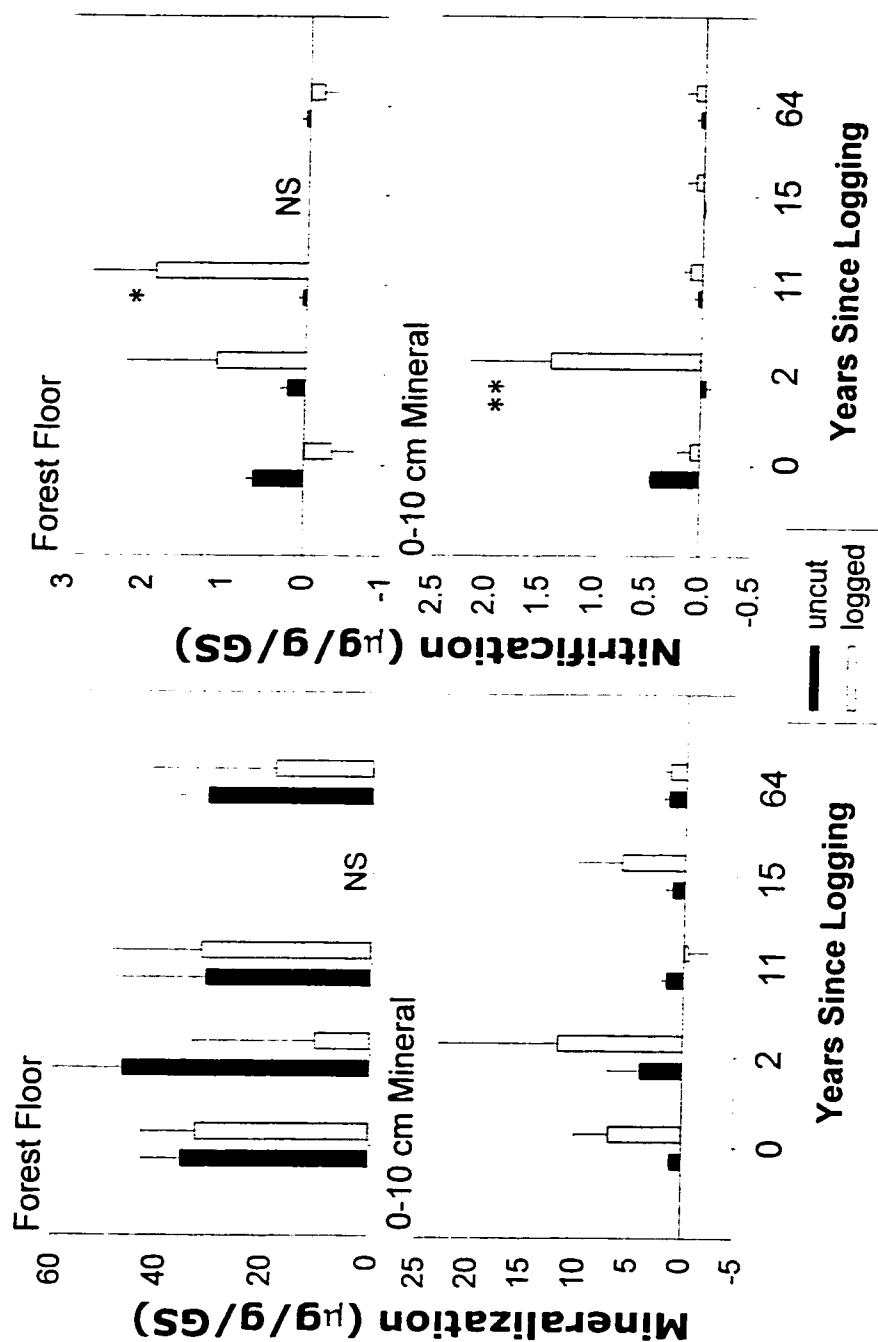 Forest Floor
Mineralization (µg/g/GS)
60
40
20
0
NS
0-10 cm Mineral
25
20
15
10
5
0
-5
0 2 11 15 64
Years Since Logging
Forest Floor
Nitrification (µg/g/GS)
3
2
1
0
-1
*
NS
0-10 cm Mineral
2.5
2.0
1.5
1.0
0.5
0.0
-0.5
**
0 2 11 15 64
Years Since Logging
uncut
logged